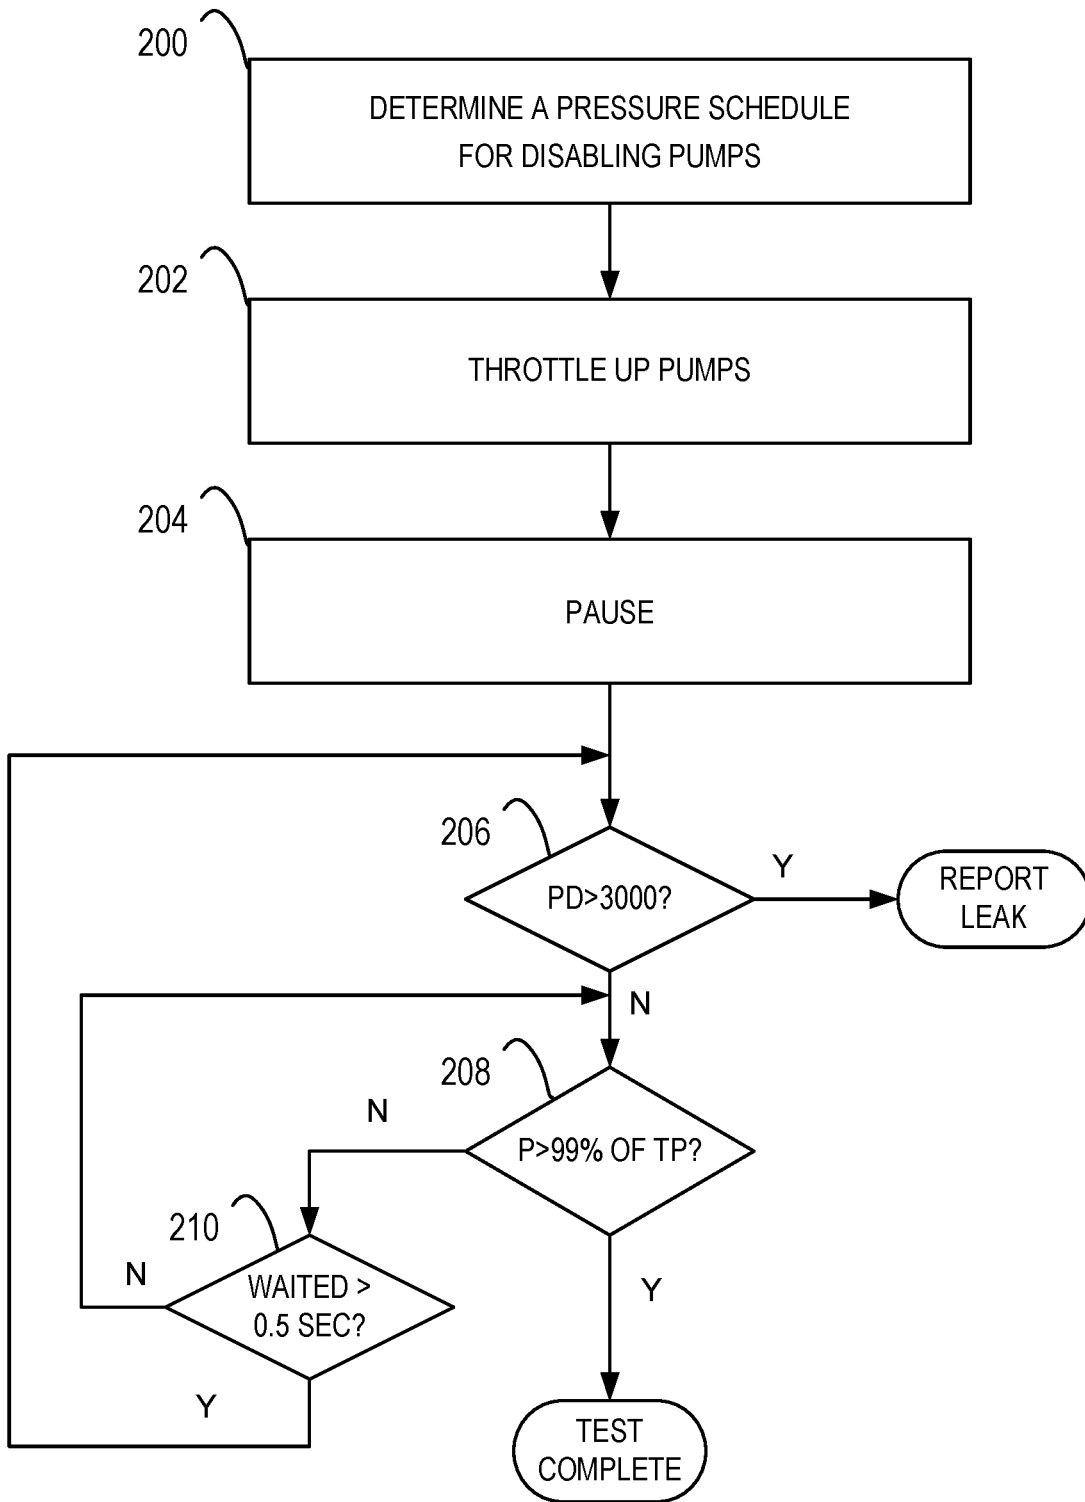 200
DETERMINE A PRESSURE SCHEDULE
FOR DISABLING PUMPS
202
THROTTLE UP PUMPS
204
PAUSE
206
PD>3000?
Y
REPORT
LEAK
N
208
P>99% OF TP?
N
210
WAITED >
0.5 SEC?
N
Y
Y
TEST
COMPLETE